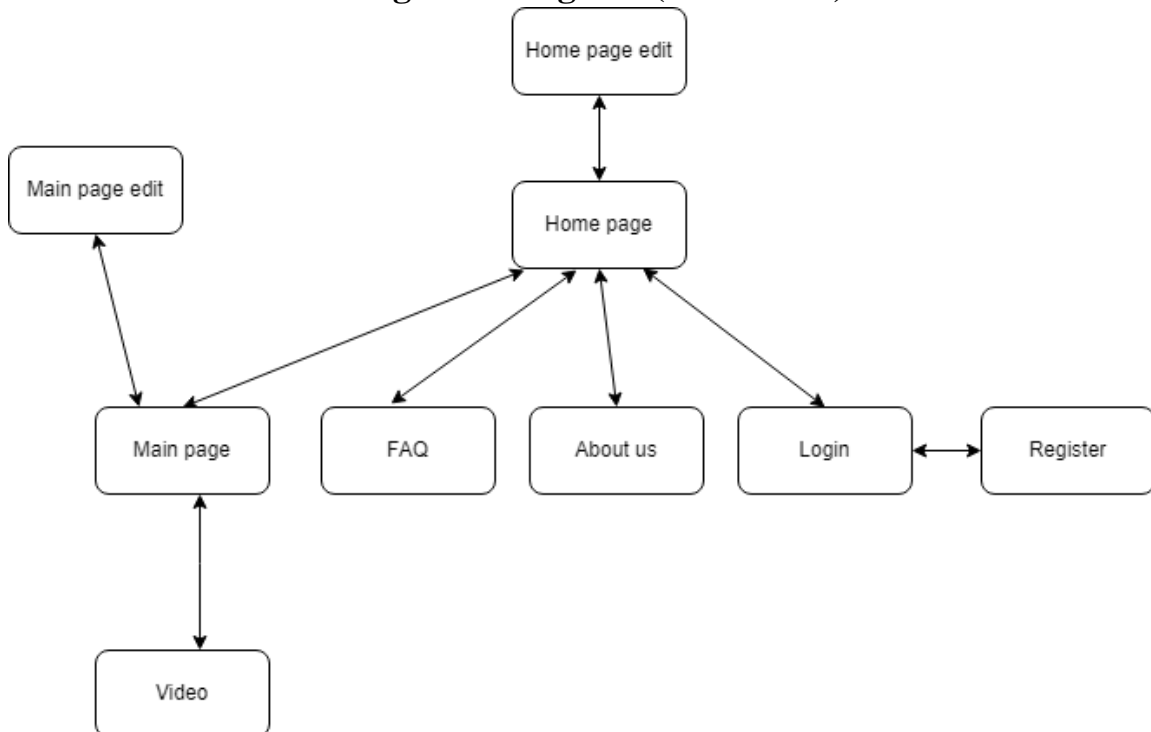 Home page edit
Main page edit
Home page
Main page
FAQ
About us
Login
Register
Video